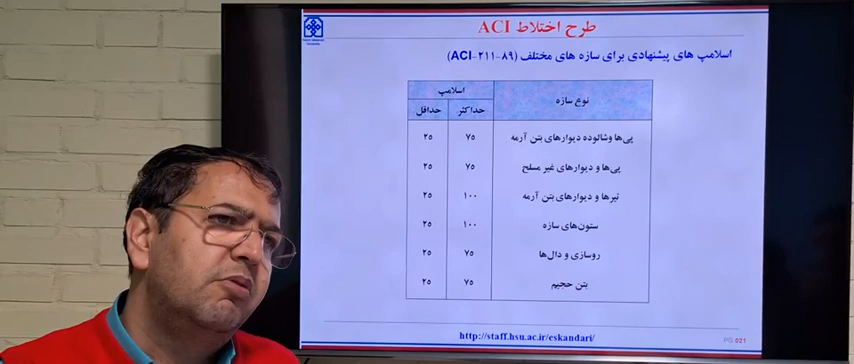 طرح اختلاط ACI
اسلامپ های پیشنهادی برای سازه های مختلف (ACI-۲۱۱-۸۹)
نوع سازه اسلامپ
حداکثر حداقل
پی‌ها وشالوده دیوارهای بتن آرمه ۷۵ ۲۵
پی‌ها و دیوارهای غیر مسلح ۷۵ ۲۵
تیرها و دیوارهای بتن آرمه ۱۰۰ ۲۵
ستون‌های سازه ۱۰۰ ۲۵
روسازی و دال‌ها ۷۵ ۲۵
بتن حجیم ۷۵ ۲۵
http://staff.hsu.ac.ir/eskandari/
PG 021